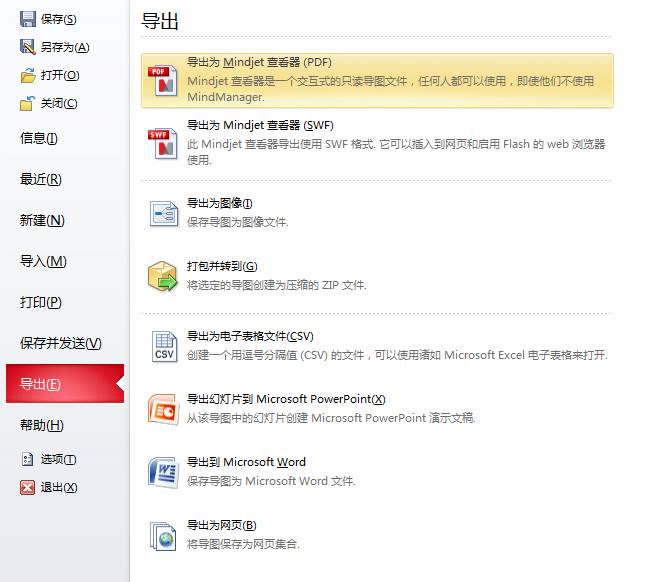 保存(S)
另存为(A)
打开(O)
关闭(C)
信息(I)
最近(R)
新建(N)
导入(M)
打印(P)
保存并发送(V)
导出(E)
帮助(H)
选项(T)
退出(X)
导出
PDF
导出为 Mindjet 查看器 (PDF)
Mindjet 查看器是一个交互式的只读导图文件，任何人都可以使用，即使他们不使用
MindManager.
SWF
导出为 Mindjet 查看器 (SWF)
此 Mindjet 查看器导出使用 SWF 格式. 它可以插入到网页和启用 Flash 的 web 浏览器
使用.
导出为图像(I)
保存导图为图像文件.
打包并转到(G)
将选定的导图创建为压缩的 ZIP 文件.
CSV
导出为电子表格文件(CSV)
创建一个用逗号分隔值 (CSV) 的文件，可以使用诸如 Microsoft Excel 电子表格来打开.
导出幻灯片到 Microsoft PowerPoint(X)
从该导图中的幻灯片创建 Microsoft PowerPoint 演示文稿.
导出到 Microsoft Word
保存导图为 Microsoft Word 文件.
导出为网页(B)
将导图保存为网页集合.